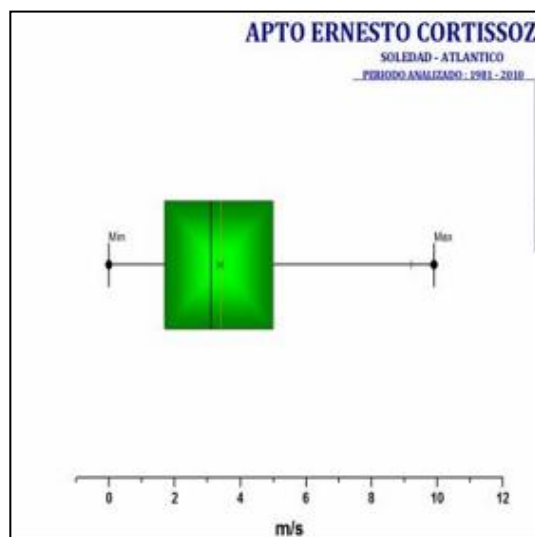 APTO ERNESTO CORTISSOZ
SOLEDAD - ATLANTICO
PERIODO ANALIZADO : 1981 - 2010
Min
Max
0 2 4 6 8 10 12
m/s